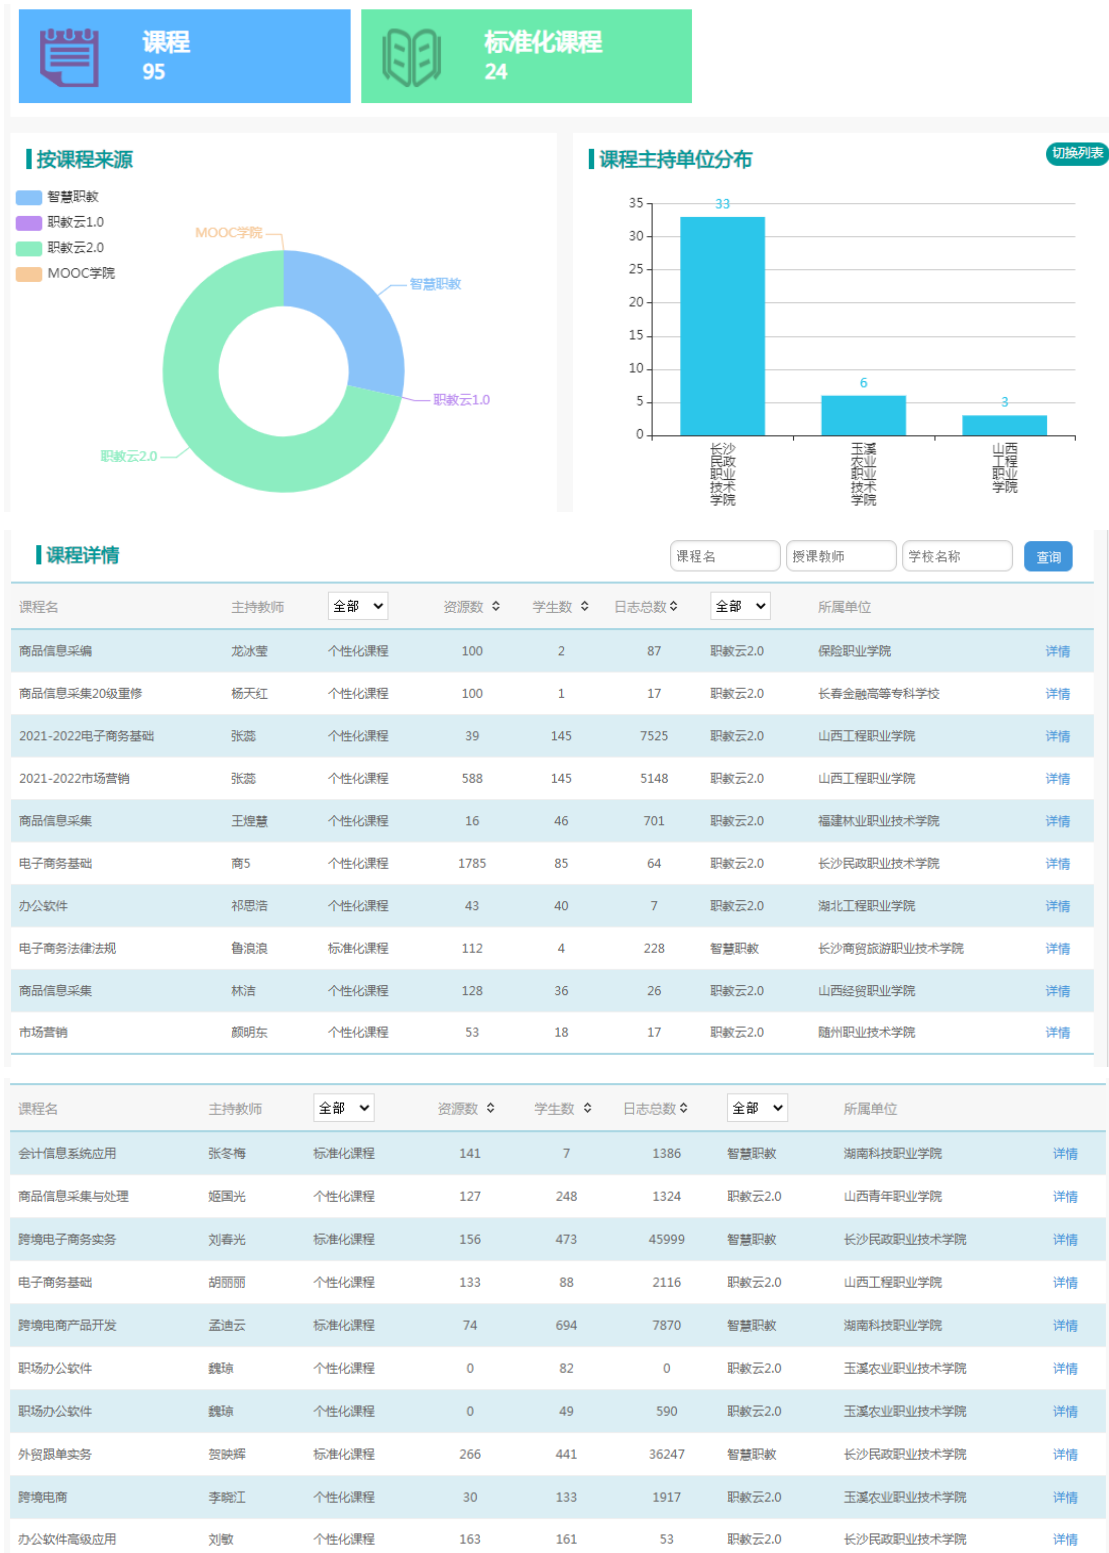 课程
95
标准化课程
24
按课程来源
智慧职教
职教云1.0
职教云2.0
MOOC学院
MOOC学院
智慧职教
职教云1.0
职教云2.0
课程主持单位分布
切换列表
35
30
25
20
15
10
5
0
33
6
3
长沙民政职业技术学院
玉溪农业职业技术学院
山西工程职业学院
课程详情
课程名 授课教师 学校名称 查询
课程名 主持教师 全部 资源数 学生数 日志总数 全部 所属单位
商品信息采编 龙冰莹 个性化课程 100 2 87 职教云2.0 保险职业学院 详情
商品信息采集20级重修 杨天红 个性化课程 100 1 17 职教云2.0 长春金融高等专科学校 详情
2021-2022电子商务基础 张蕊 个性化课程 39 145 7525 职教云2.0 山西工程职业学院 详情
2021-2022市场营销 张蕊 个性化课程 588 145 5148 职教云2.0 山西工程职业学院 详情
商品信息采集 王煌慧 个性化课程 16 46 701 职教云2.0 福建林业职业技术学院 详情
电子商务基础 商5 个性化课程 1785 85 64 职教云2.0 长沙民政职业技术学院 详情
办公软件 祁思浩 个性化课程 43 40 7 职教云2.0 湖北工程职业学院 详情
电子商务法律法规 鲁浪浪 标准化课程 112 4 228 智慧职教 长沙商贸旅游职业技术学院 详情
商品信息采集 林洁 个性化课程 128 36 26 职教云2.0 山西经贸职业学院 详情
市场营销 颜明东 个性化课程 53 18 17 职教云2.0 随州职业技术学院 详情
课程名 主持教师 全部 资源数 学生数 日志总数 全部 所属单位
会计信息系统应用 张冬梅 标准化课程 141 7 1386 智慧职教 湖南科技职业学院 详情
商品信息采集与处理 姬国光 个性化课程 127 248 1324 职教云2.0 山西青年职业学院 详情
跨境电子商务实务 刘春光 标准化课程 156 473 45999 智慧职教 长沙民政职业技术学院 详情
电子商务基础 胡丽丽 个性化课程 133 88 2116 职教云2.0 山西工程职业学院 详情
跨境电商产品开发 孟迪云 标准化课程 74 694 7870 智慧职教 湖南科技职业学院 详情
职场办公软件 魏琼 个性化课程 0 82 0 职教云2.0 玉溪农业职业技术学院 详情
职场办公软件 魏琼 个性化课程 0 49 590 职教云2.0 玉溪农业职业技术学院 详情
外贸跟单实务 贺映辉 标准化课程 266 441 36247 智慧职教 长沙民政职业技术学院 详情
跨境电商 李晓江 个性化课程 30 133 1917 职教云2.0 玉溪农业职业技术学院 详情
办公软件高级应用 刘敏 个性化课程 163 161 53 职教云2.0 长沙民政职业技术学院 详情